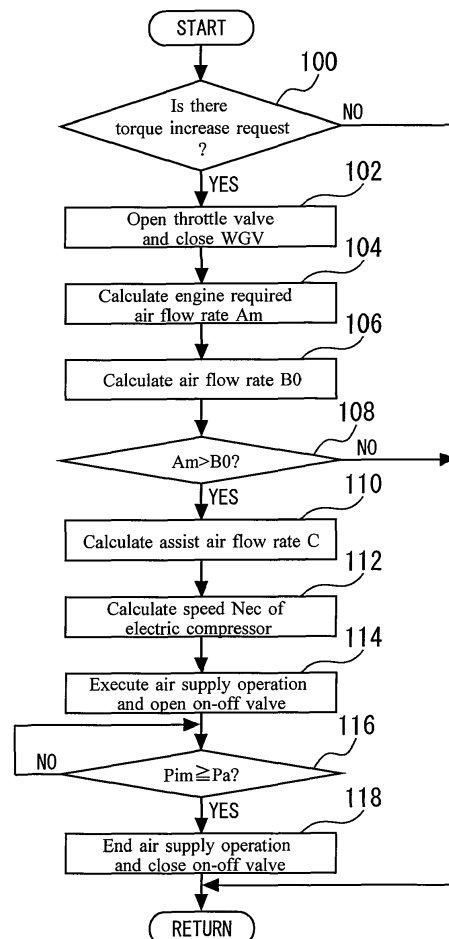 START
100
Is there
torque increase request
?
NO
YES
102
Open throttle valve
and close WGV
104
Calculate engine required
air flow rate Am
106
Calculate air flow rate B0
108
Am>B0?
NO
YES
110
Calculate assist air flow rate C
112
Calculate speed Nec of
electric compressor
114
Execute air supply operation
and open on-off valve
116
NO
Pim≧Pa?
YES
118
End air supply operation
and close on-off valve
RETURN